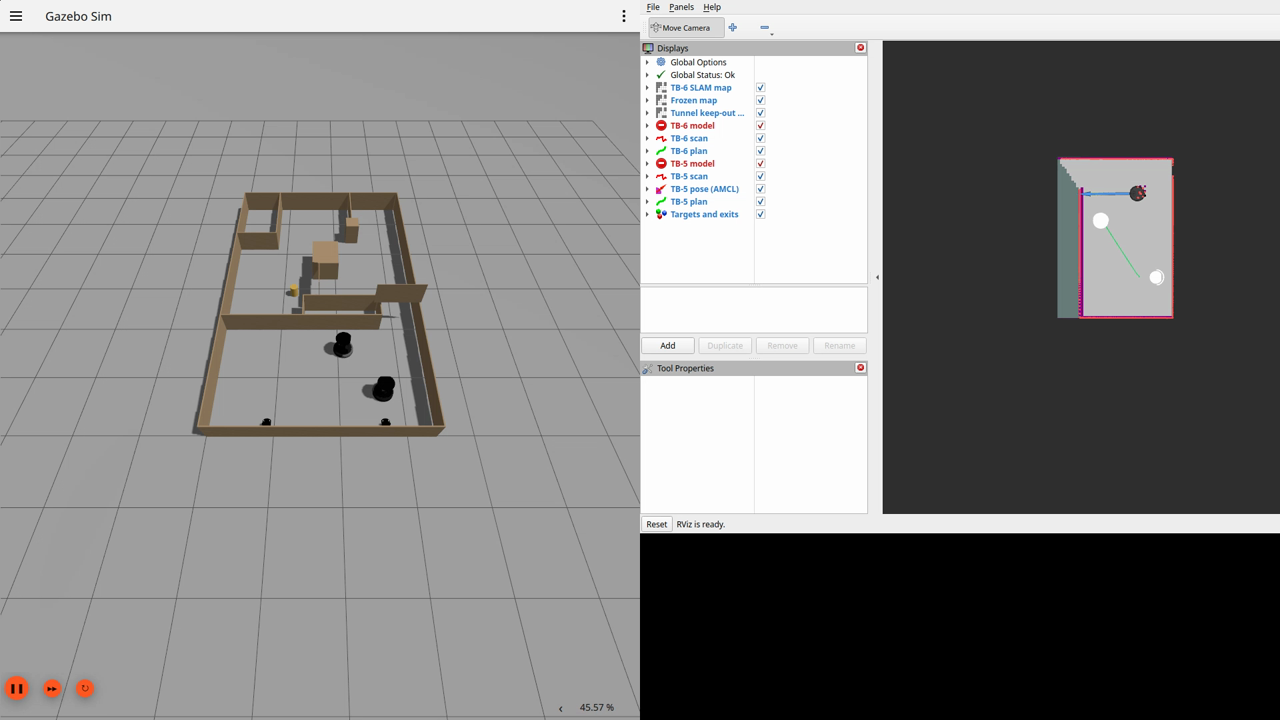 Gazebo Sim
45.57 %
File Panels Help
Move Camera
Displays
Global Options
Global Status: Ok
TB-6 SLAM map
Frozen map
Tunnel keep-out ...
TB-6 model
TB-6 scan
TB-6 plan
TB-5 model
TB-5 scan
TB-5 pose (AMCL)
TB-5 plan
Targets and exits
Add Duplicate Remove Rename
Tool Properties
Reset RViz is ready.